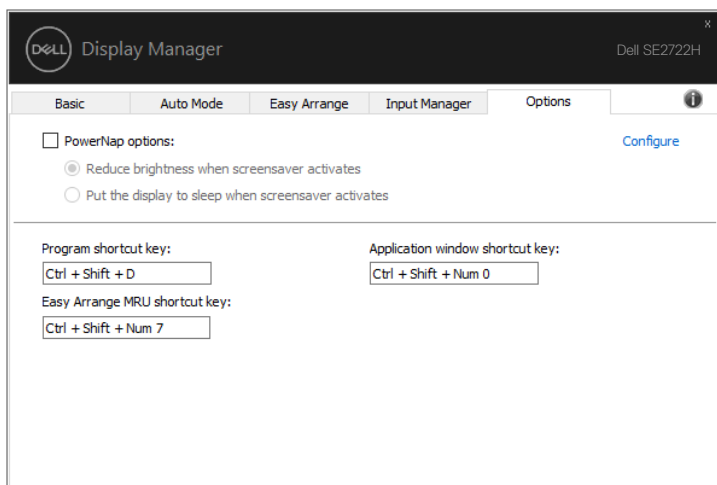 x
DELL Display Manager Dell SE2722H
Basic Auto Mode Easy Arrange Input Manager Options i
PowerNap options: Configure
Reduce brightness when screensaver activates
Put the display to sleep when screensaver activates
Program shortcut key: Application window shortcut key:
Ctrl + Shift + D Ctrl + Shift + Num 0
Easy Arrange MRU shortcut key:
Ctrl + Shift + Num 7